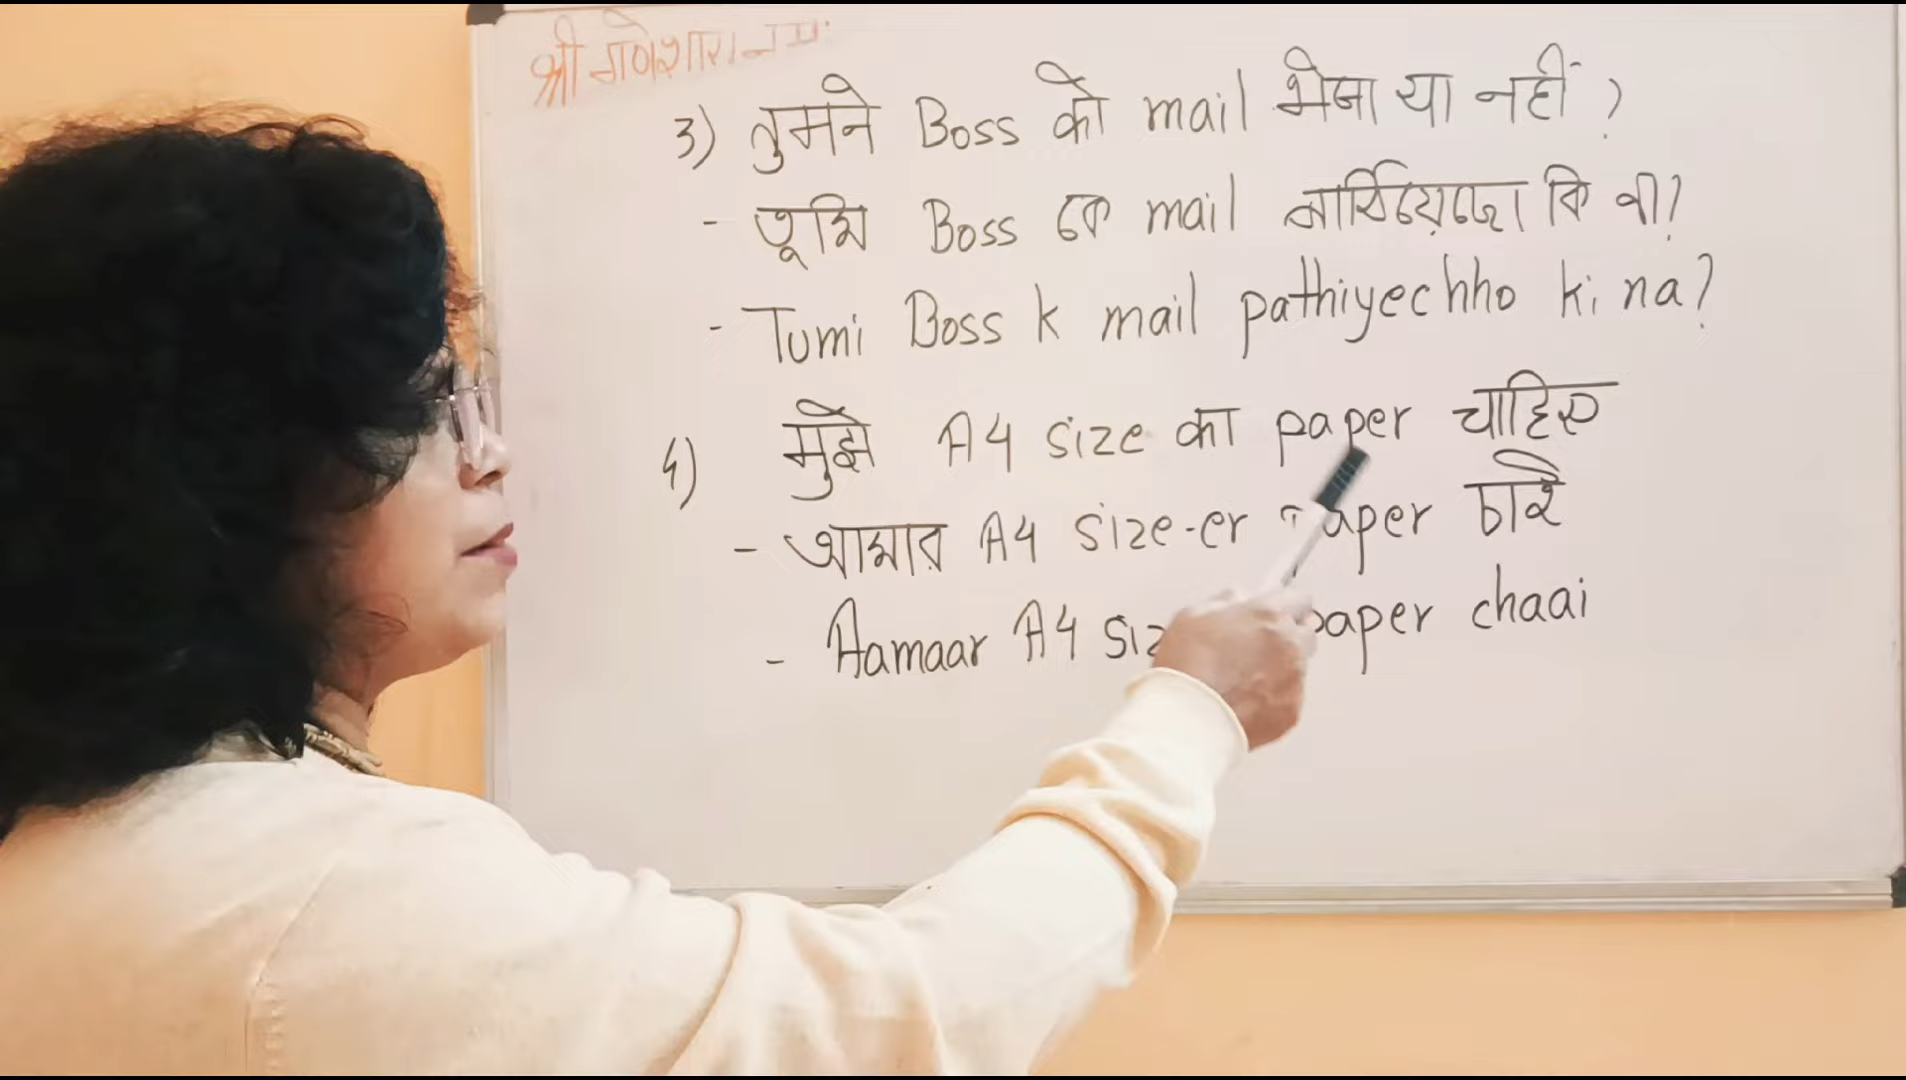 श्री गणेशाय नमः
3) तुमने Boss को mail भेजा या नहीं ?
- তুমি Boss কে mail পাঠিয়েছো কি না?
- Tumi Boss k mail pathiyechho ki na?
4) मुझे A4 size का paper चाहिए
- আমার A4 size-er paper চাই
- Aamaar A4 paper chaai